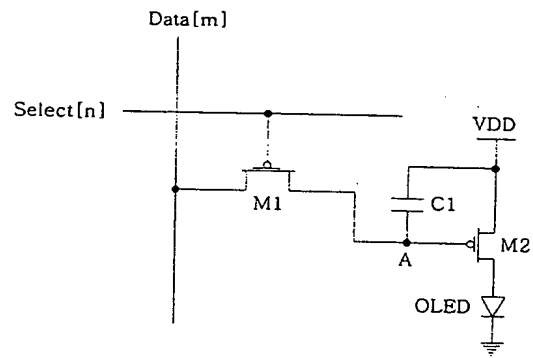 Data[m]
Select[n]
VDD
M1
C1
A
M2
OLED